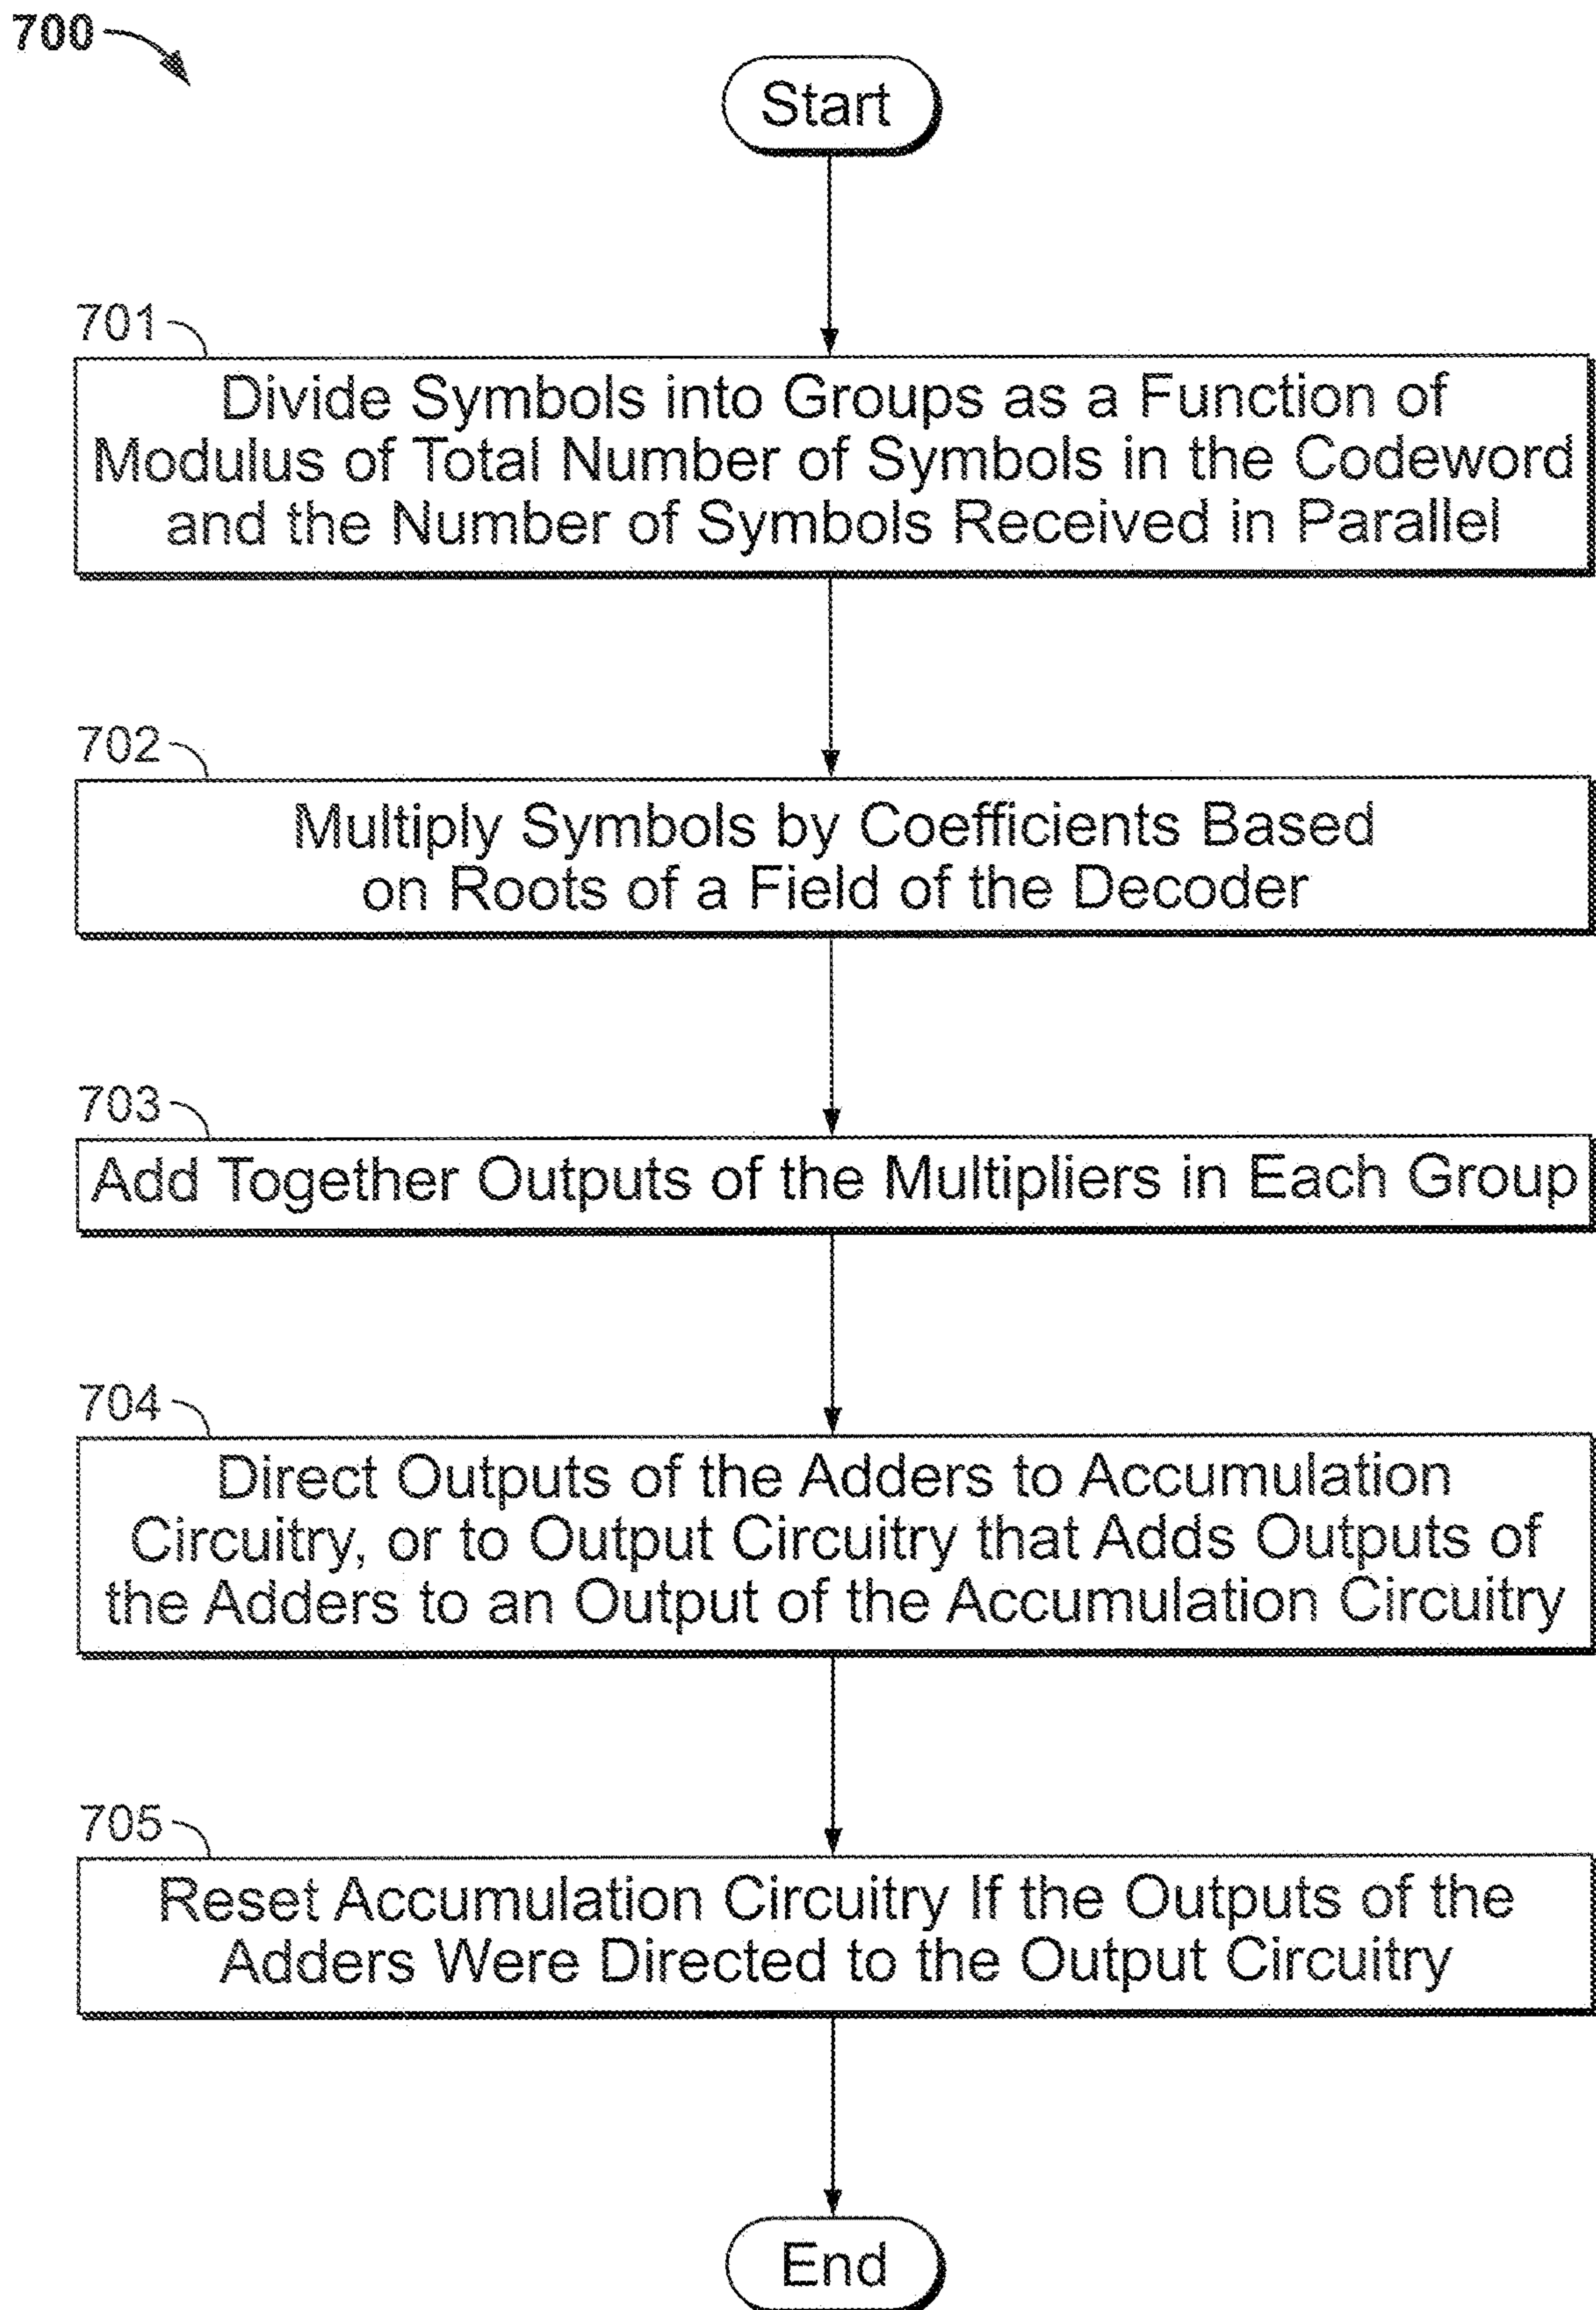 700
Start
701
Divide Symbols into Groups as a Function of
Modulus of Total Number of Symbols in the Codeword
and the Number of Symbols Received in Parallel
702
Multiply Symbols by Coefficients Based
on Roots of a Field of the Decoder
703
Add Together Outputs of the Multipliers in Each Group
704
Direct Outputs of the Adders to Accumulation
Circuitry, or to Output Circuitry that Adds Outputs of
the Adders to an Output of the Accumulation Circuitry
705
Reset Accumulation Circuitry If the Outputs of the
Adders Were Directed to the Output Circuitry
End